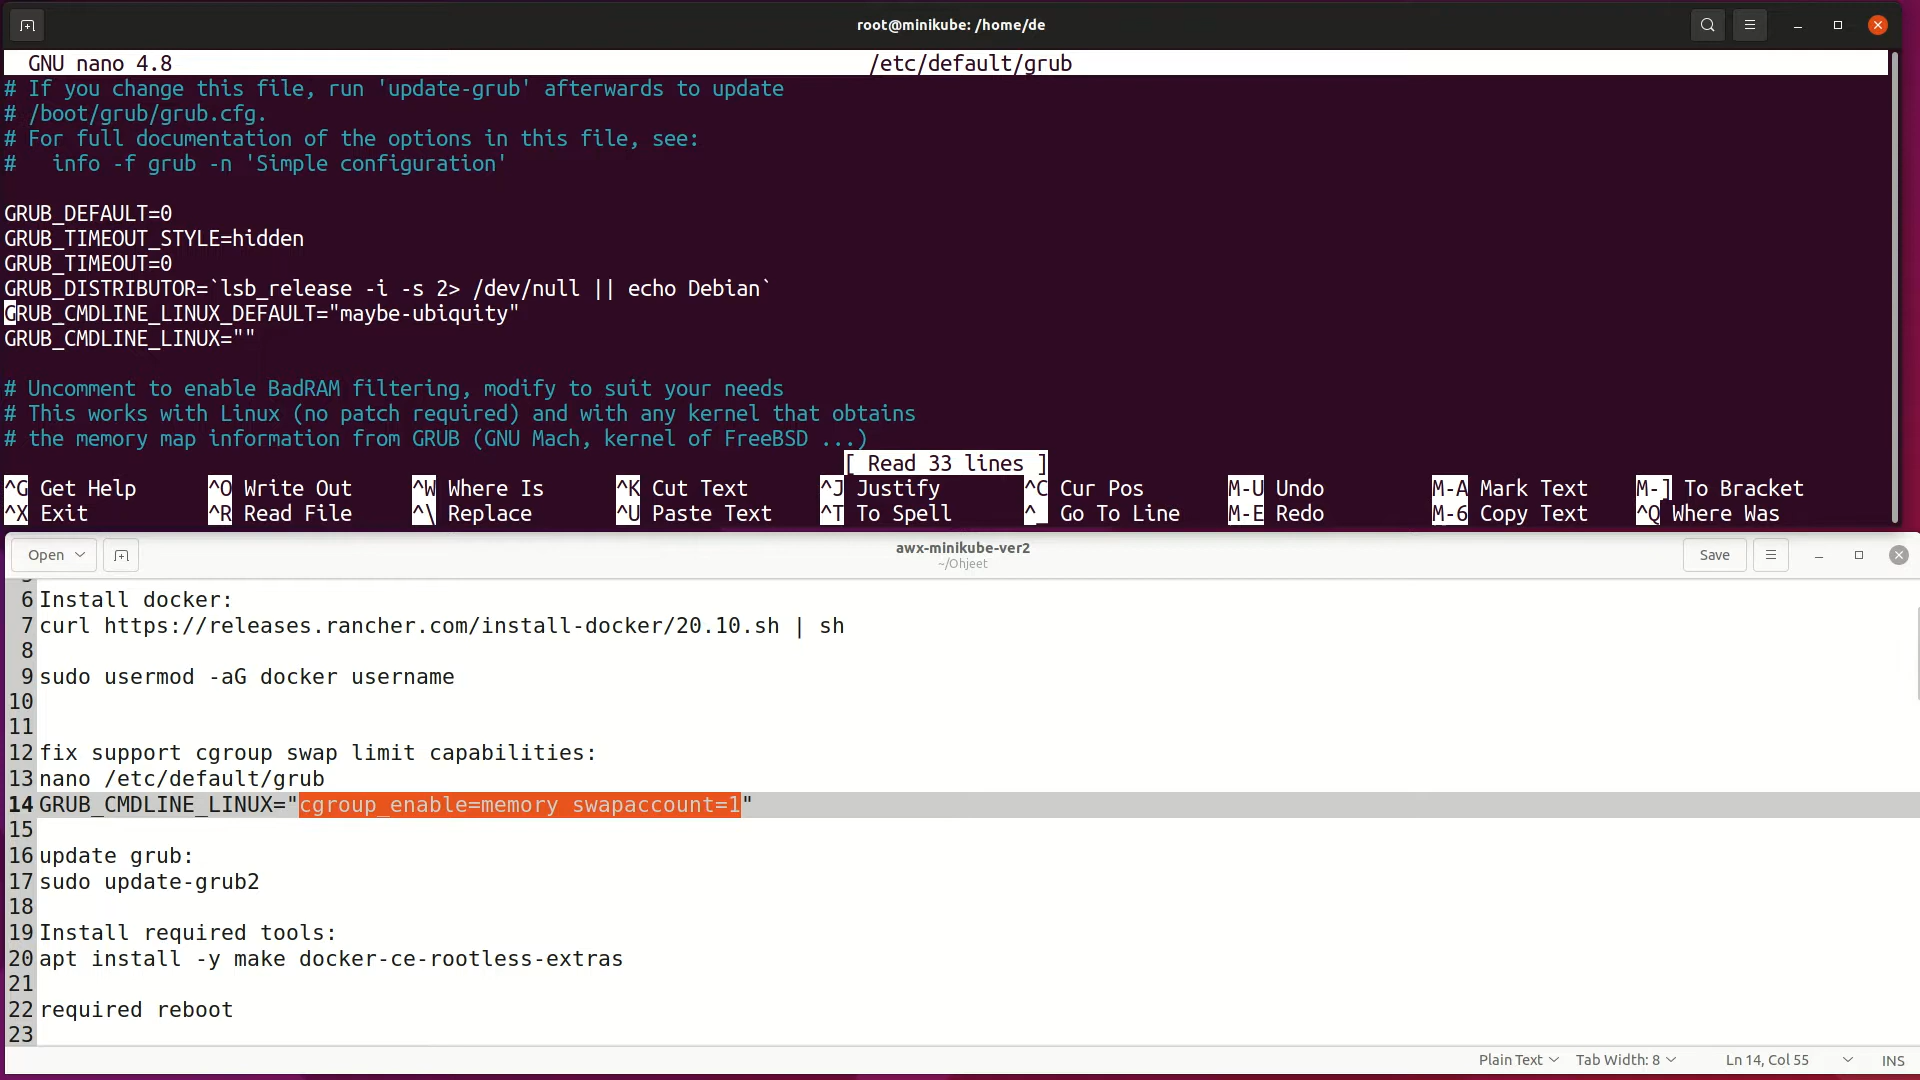 root@minikube: /home/de
GNU nano 4.8 /etc/default/grub
# If you change this file, run 'update-grub' afterwards to update
# /boot/grub/grub.cfg.
# For full documentation of the options in this file, see:
#   info -f grub -n 'Simple configuration'
GRUB_DEFAULT=0
GRUB_TIMEOUT_STYLE=hidden
GRUB_TIMEOUT=0
GRUB_DISTRIBUTOR=`lsb_release -i -s 2> /dev/null || echo Debian`
GRUB_CMDLINE_LINUX_DEFAULT="maybe-ubiquity"
GRUB_CMDLINE_LINUX=""
# Uncomment to enable BadRAM filtering, modify to suit your needs
# This works with Linux (no patch required) and with any kernel that obtains
# the memory map information from GRUB (GNU Mach, kernel of FreeBSD ...)
[ Read 33 lines ]
^G Get Help ^O Write Out ^W Where Is ^K Cut Text ^J Justify ^C Cur Pos M-U Undo M-A Mark Text M-] To Bracket
^X Exit ^R Read File ^\ Replace ^U Paste Text ^T To Spell ^_ Go To Line M-E Redo M-6 Copy Text ^Q Where Was
Open awx-minikube-ver2 Save
~/Ohjeet
6 Install docker:
7 curl https://releases.rancher.com/install-docker/20.10.sh | sh
8
9 sudo usermod -aG docker username
10
11
12 fix support cgroup swap limit capabilities:
13 nano /etc/default/grub
14 GRUB_CMDLINE_LINUX="cgroup_enable=memory swapaccount=1"
15
16 update grub:
17 sudo update-grub2
18
19 Install required tools:
20 apt install -y make docker-ce-rootless-extras
21
22 required reboot
23
Plain Text Tab Width: 8 Ln 14, Col 55 INS